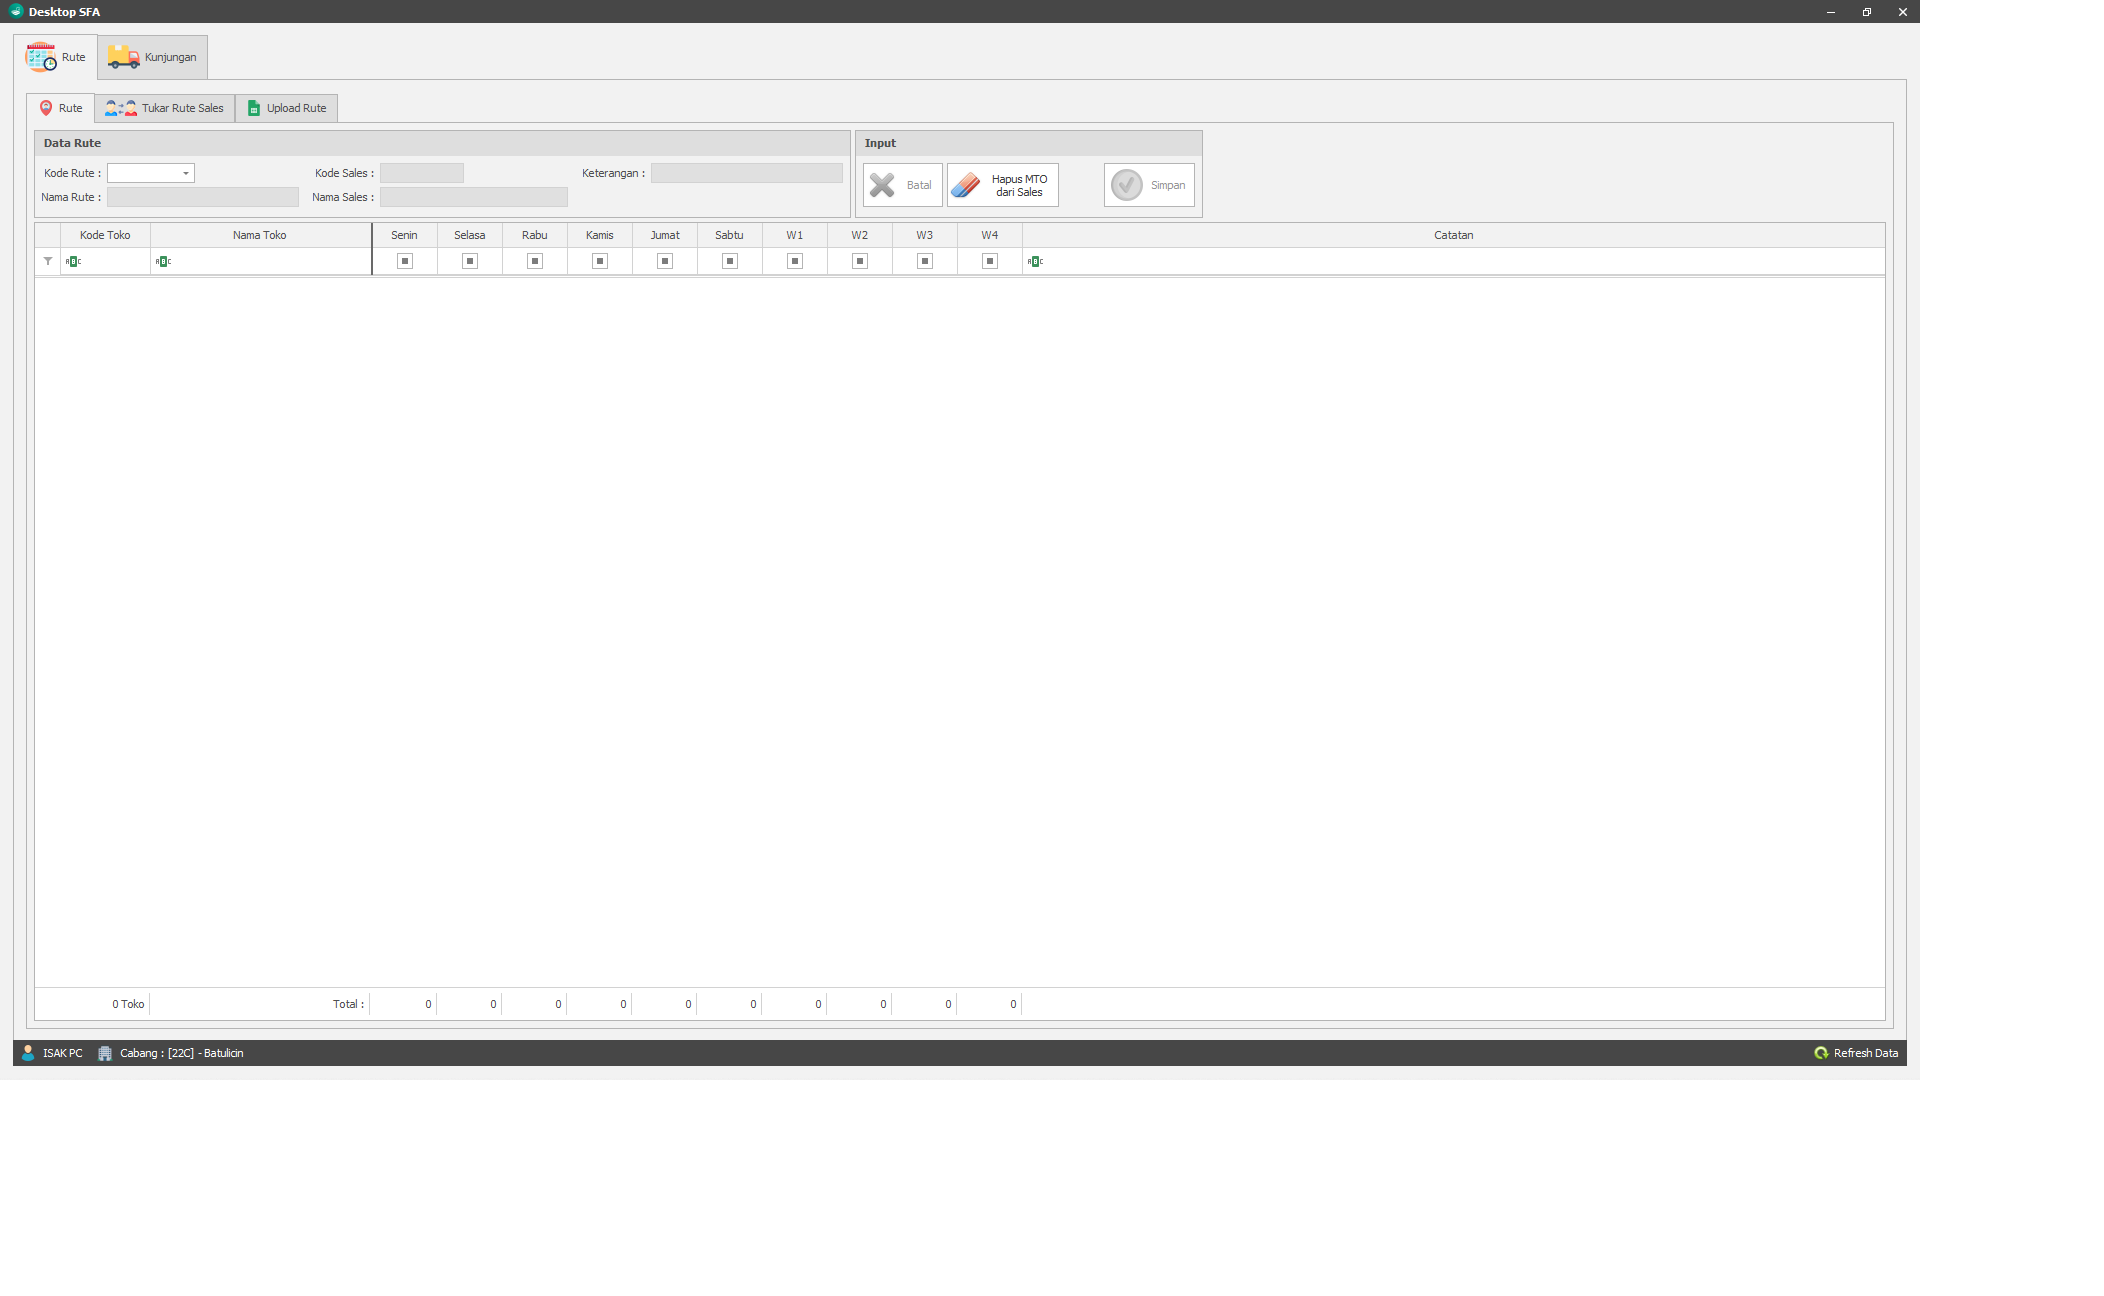 Desktop SFA
Rute
Kunjungan
Rute
Tukar Rute Sales
Upload Rute
Data Rute
Input
Kode Rute :
Kode Sales :
Keterangan :
Nama Rute :
Nama Sales :
Batal
Hapus MTO
dari Sales
Simpan
Kode Toko Nama Toko Senin Selasa Rabu Kamis Jumat Sabtu W1 W2 W3 W4 Catatan
ABC ABC ABC
0 Toko Total : 0 0 0 0 0 0 0 0 0 0
ISAK PC Cabang : [22C] - Batulicin Refresh Data